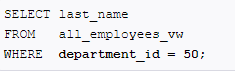 SELECT last_name
FROM   all_employees_vw
WHERE  department_id = 50;